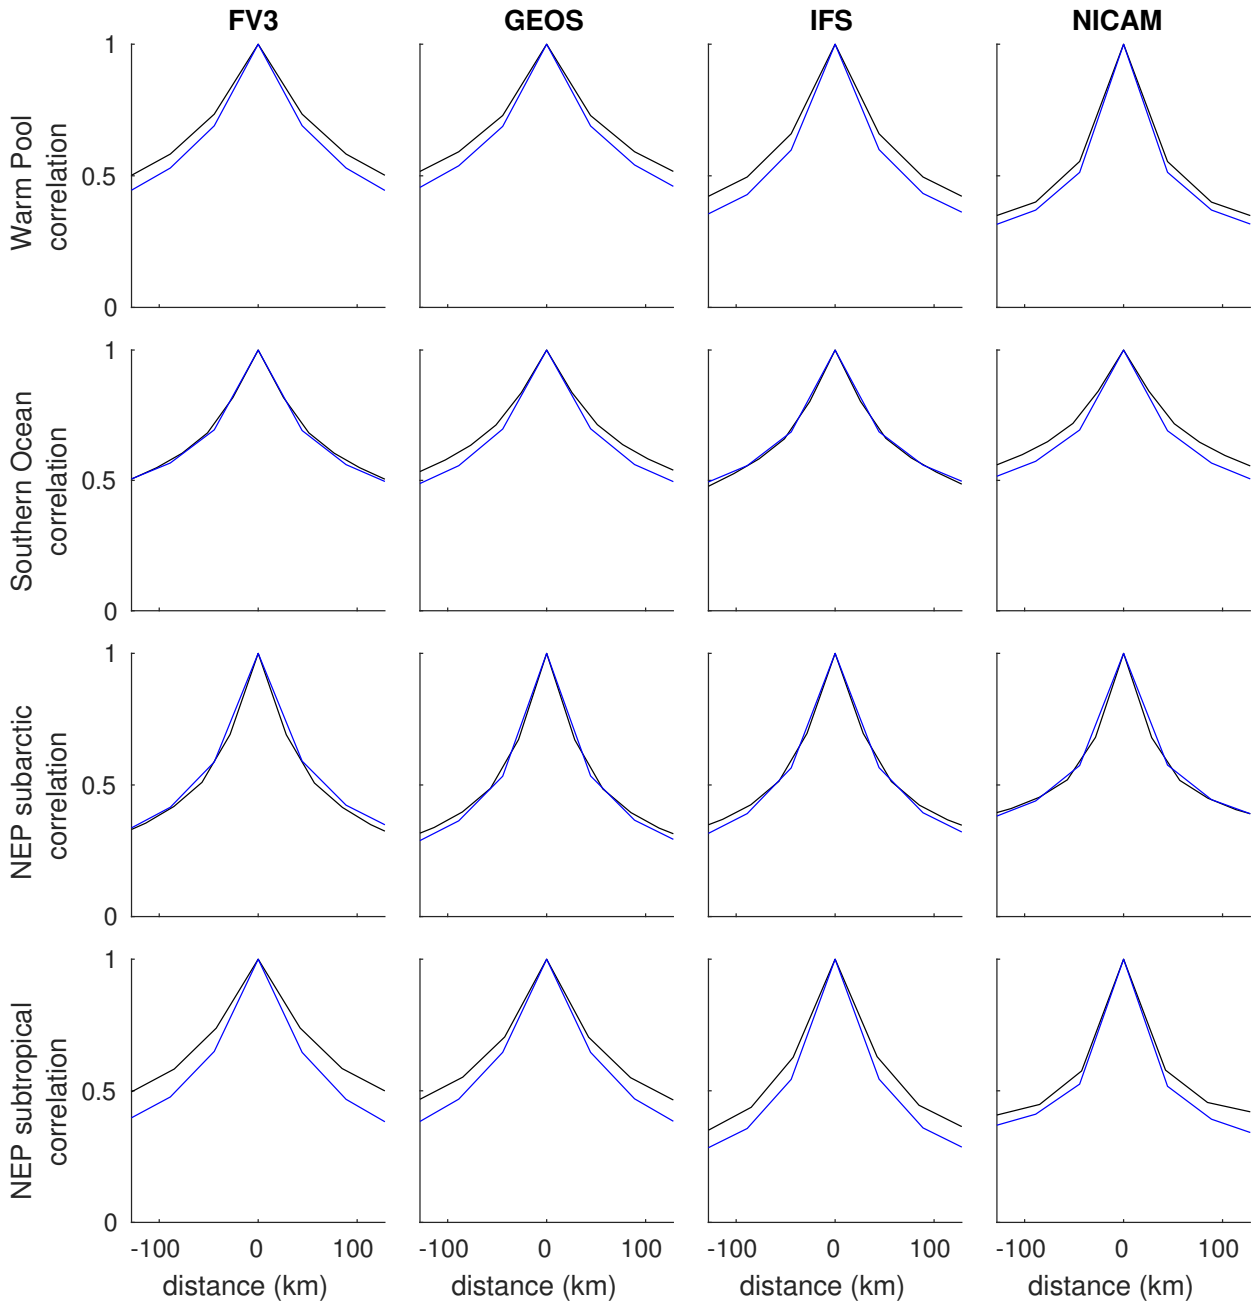 FV3 GEOS IFS NICAM
Warm Pool
correlation
1
0.5
0
Southern Ocean
correlation
1
0.5
0
NEP subarctic
correlation
1
0.5
0
NEP subtropical
correlation
1
0.5
0
-100 0 100 -100 0 100 -100 0 100 -100 0 100
distance (km) distance (km) distance (km) distance (km)